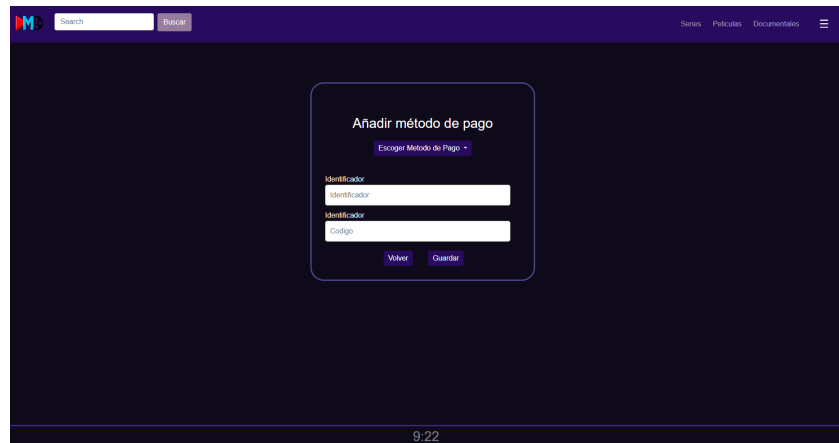 Search Buscar Series Peliculas Documentales
Añadir método de pago
Escoger Metodo de Pago
Identificador
Identificador
Identificador
Codigo
Volver Guardar
9:22